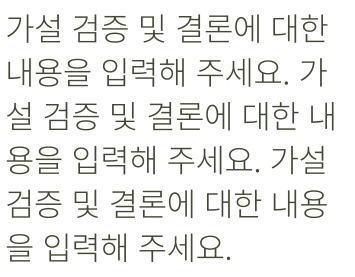 가설 검증 및 결론에 대한
내용을 입력해 주세요. 가
설 검증 및 결론에 대한 내
용을 입력해 주세요. 가설
검증 및 결론에 대한 내용
을 입력해 주세요.